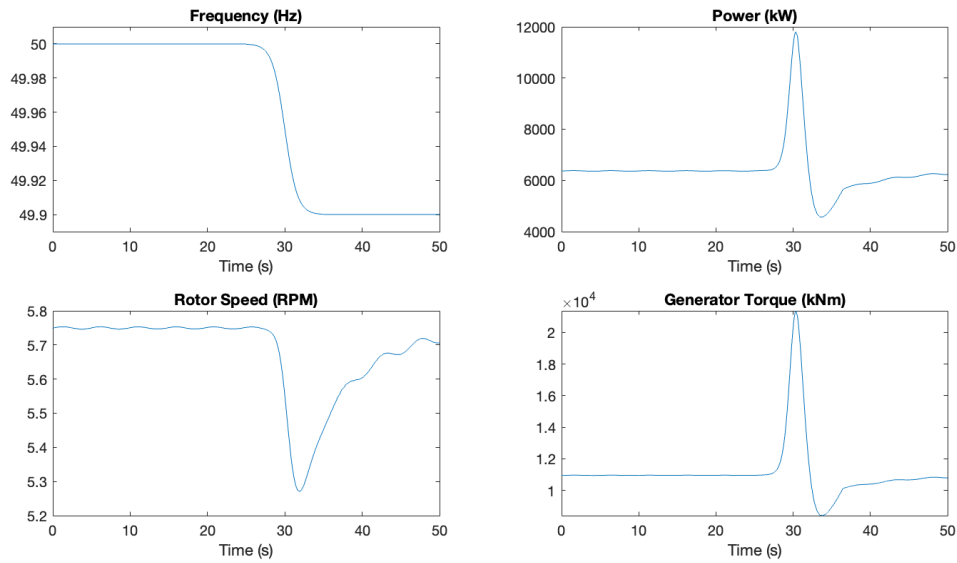 Frequency (Hz)
50
49.98
49.96
49.94
49.92
49.9
0 10 20 30 40 50
Time (s)
Power (kW)
12000
10000
8000
6000
4000
0 10 20 30 40 50
Time (s)
Rotor Speed (RPM)
5.8
5.7
5.6
5.5
5.4
5.3
5.2
0 10 20 30 40 50
Time (s)
Generator Torque (kNm)
×10⁴
2
1.8
1.6
1.4
1.2
1
0 10 20 30 40 50
Time (s)